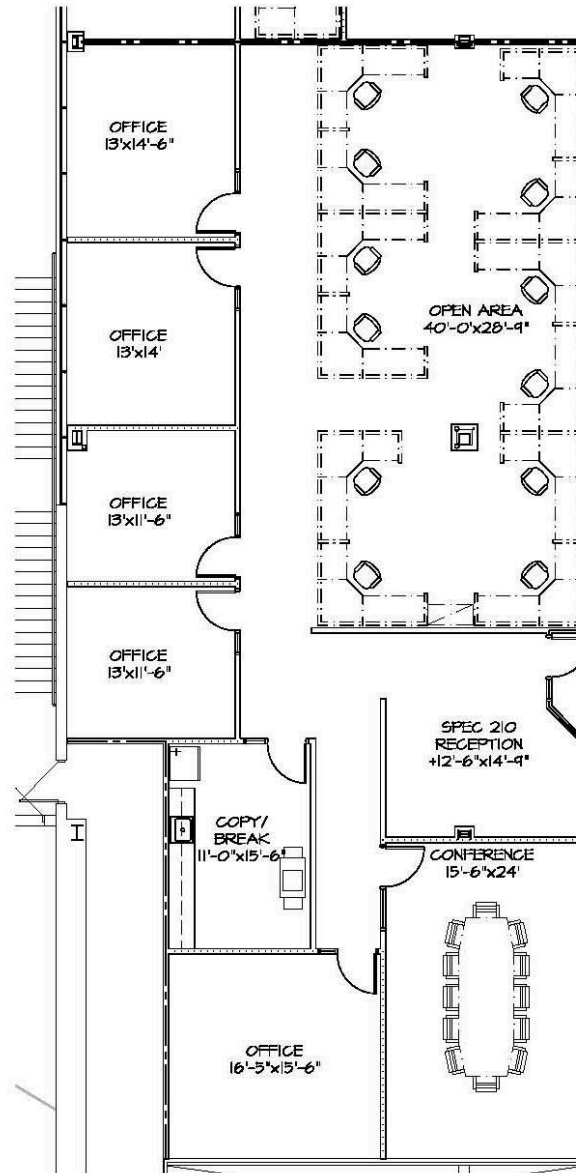 OFFICE
13'x14'-6"
OFFICE
13'x14'
OPEN AREA
40'-0"x28'-9"
OFFICE
13'x11'-6"
OFFICE
13'x11'-6"
SPEC 210
RECEPTION
+12'-6"x14'-9"
COPY/
BREAK
11'-0"x15'-6"
CONFERENCE
15'-6"x24'
OFFICE
16'-5"x15'-6"